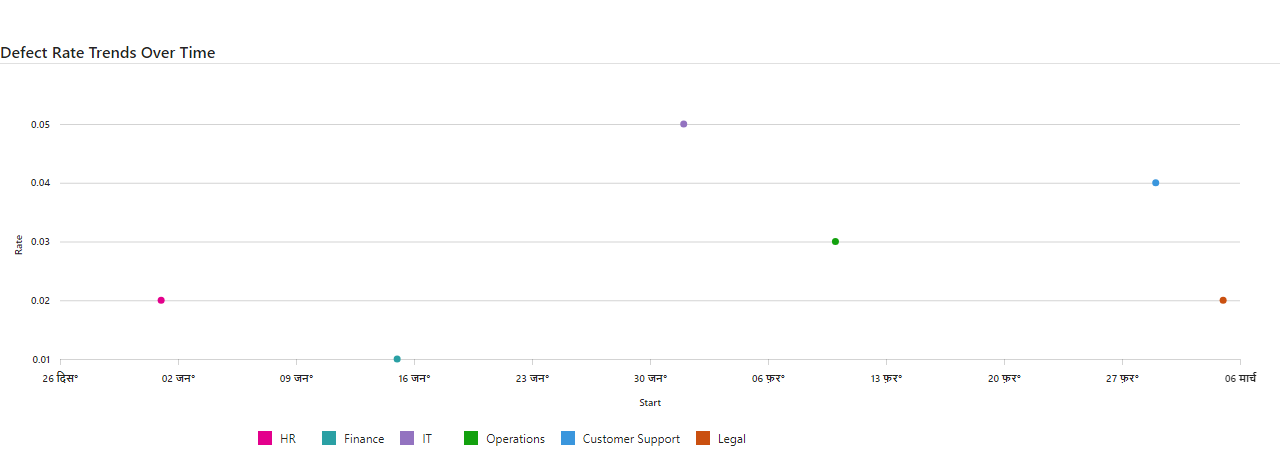 Defect Rate Trends Over Time
0.05
0.04
0.03
0.02
0.01
Rate
26 दिस॰ 02 जन॰ 09 जन॰ 16 जन॰ 23 जन॰ 30 जन॰ 06 फ़र॰ 13 फ़र॰ 20 फ़र॰ 27 फ़र॰ 06 मार्च
Start
HR Finance IT Operations Customer Support Legal